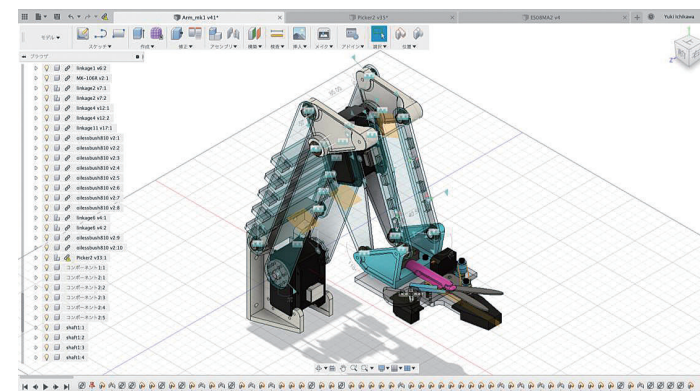 Arm_mk1 v41*
Picker2 v35*
ESU8MX2 v4
Yuki Ichikawa
モデル
スケッチ
作成
修正
アセンブリ
構築
検査
挿入
メイク
アドイン
選択
位置
ブラウザ
linkage1 v6:2
MX-106R v2:1
linkage2 v7:1
linkage2 v7:2
linkage4 v12:1
linkage4 v12:2
linkage11 v17:1
oilessbush810 v2:1
oilessbush810 v2:2
oilessbush810 v2:3
oilessbush810 v2:4
oilessbush810 v2:5
oilessbush810 v2:6
oilessbush810 v2:7
oilessbush810 v2:8
linkage6 v4:1
linkage6 v4:2
oilessbush810 v2:9
oilessbush810 v2:10
Picker2 v33:1
コンポーネント1:1
コンポーネント2:1
コンポーネント2:2
コンポーネント2:3
コンポーネント2:4
コンポーネント2:5
shaft1:1
shaft1:2
shaft1:3
shaft1:4